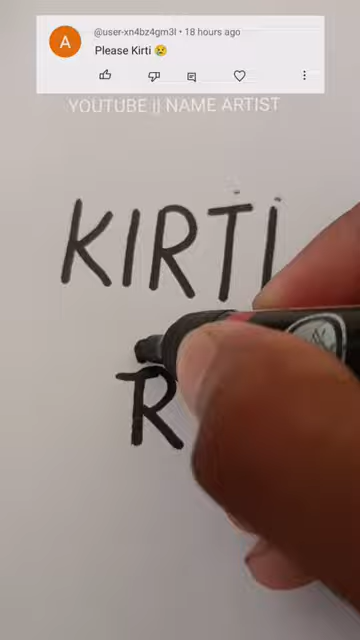 @user-xn4bz4gm3l • 18 hours ago
A
Please Kirti 😢
YOUTUBE || NAME ARTIST
KIRTI
R